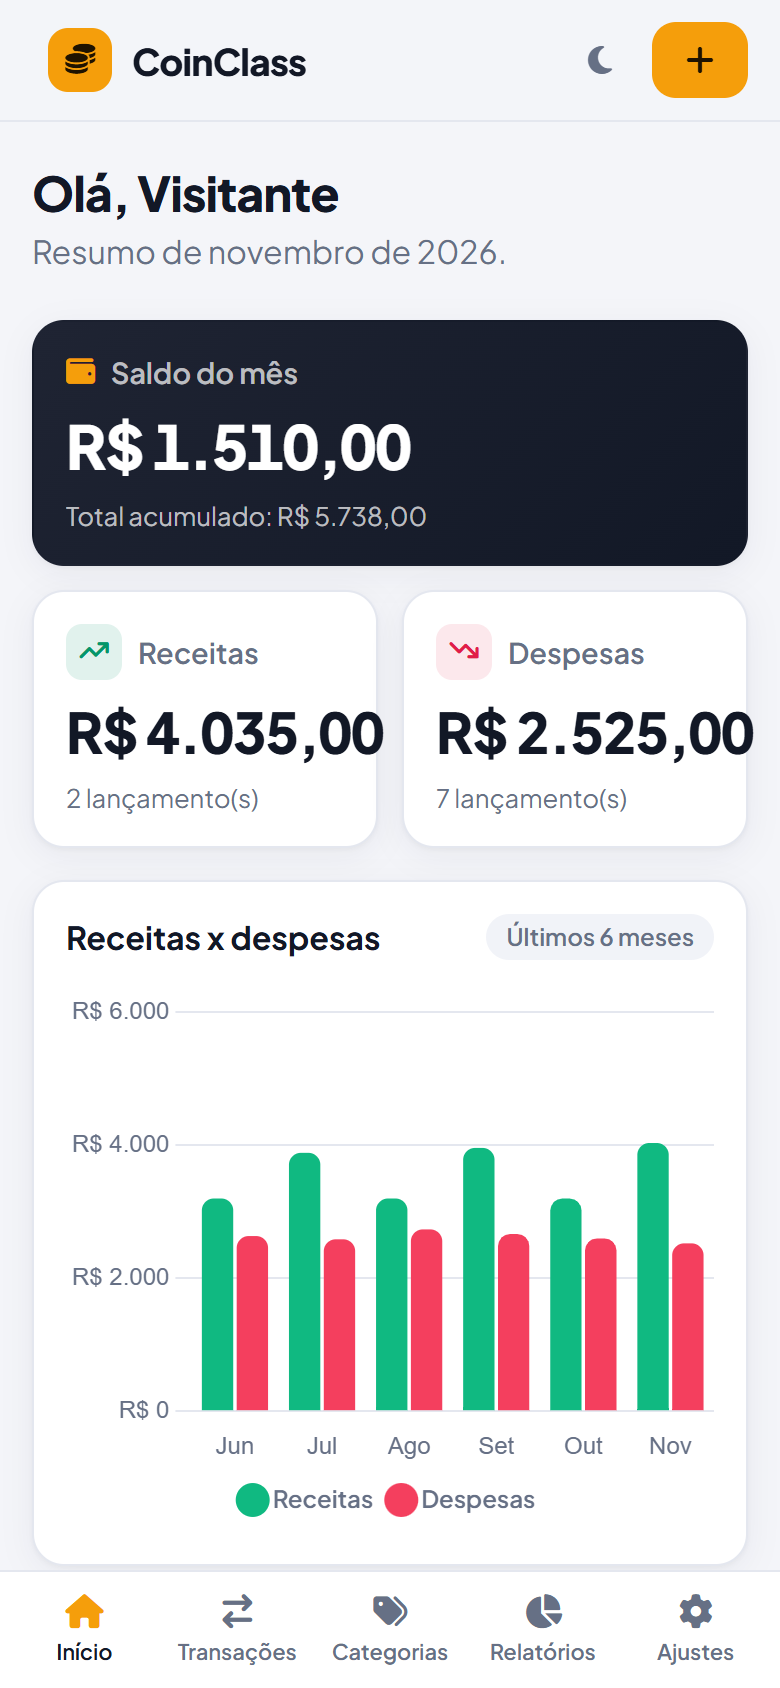 CoinClass
Olá, Visitante
Resumo de novembro de 2026.
Saldo do mês
R$ 1.510,00
Total acumulado: R$ 5.738,00
Receitas
R$ 4.035,00
2 lançamento(s)
Despesas
R$ 2.525,00
7 lançamento(s)
Receitas x despesas
Últimos 6 meses
R$ 6.000
R$ 4.000
R$ 2.000
R$ 0
Jun Jul Ago Set Out Nov
Receitas Despesas
Início Transações Categorias Relatórios Ajustes